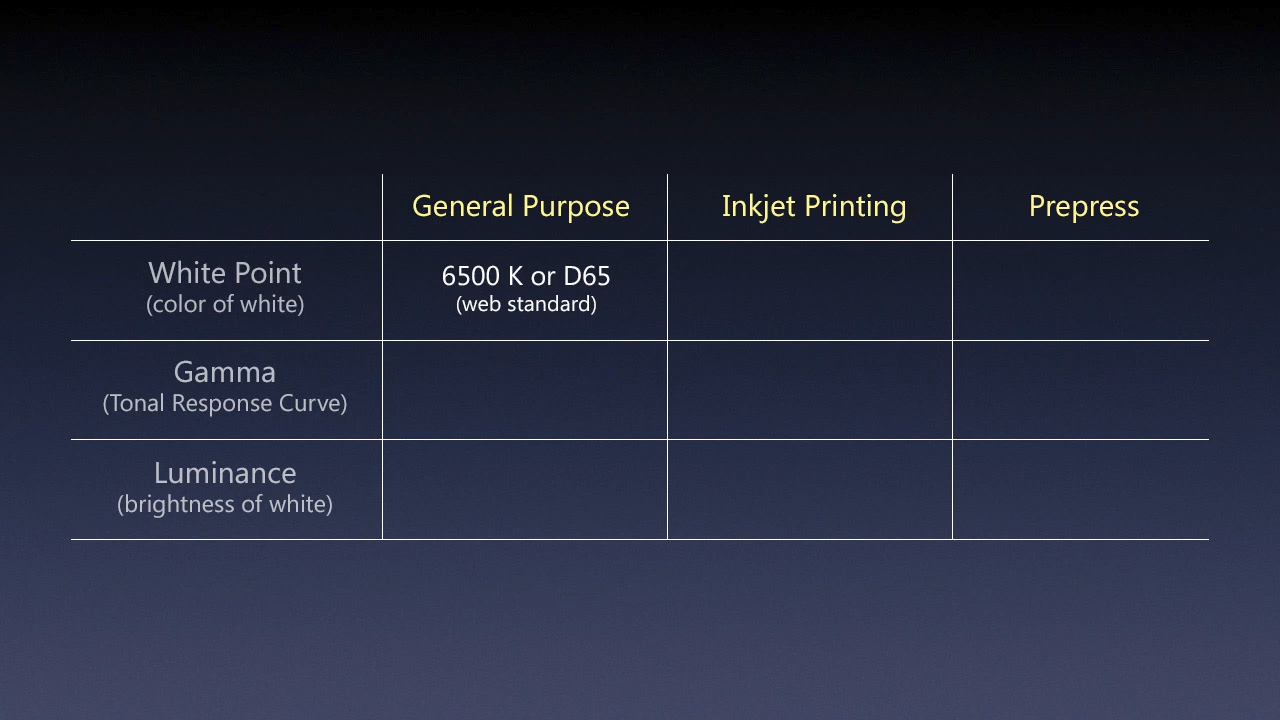 General Purpose Inkjet Printing Prepress
White Point 6500 K or D65
(color of white) (web standard)
Gamma
(Tonal Response Curve)
Luminance
(brightness of white)